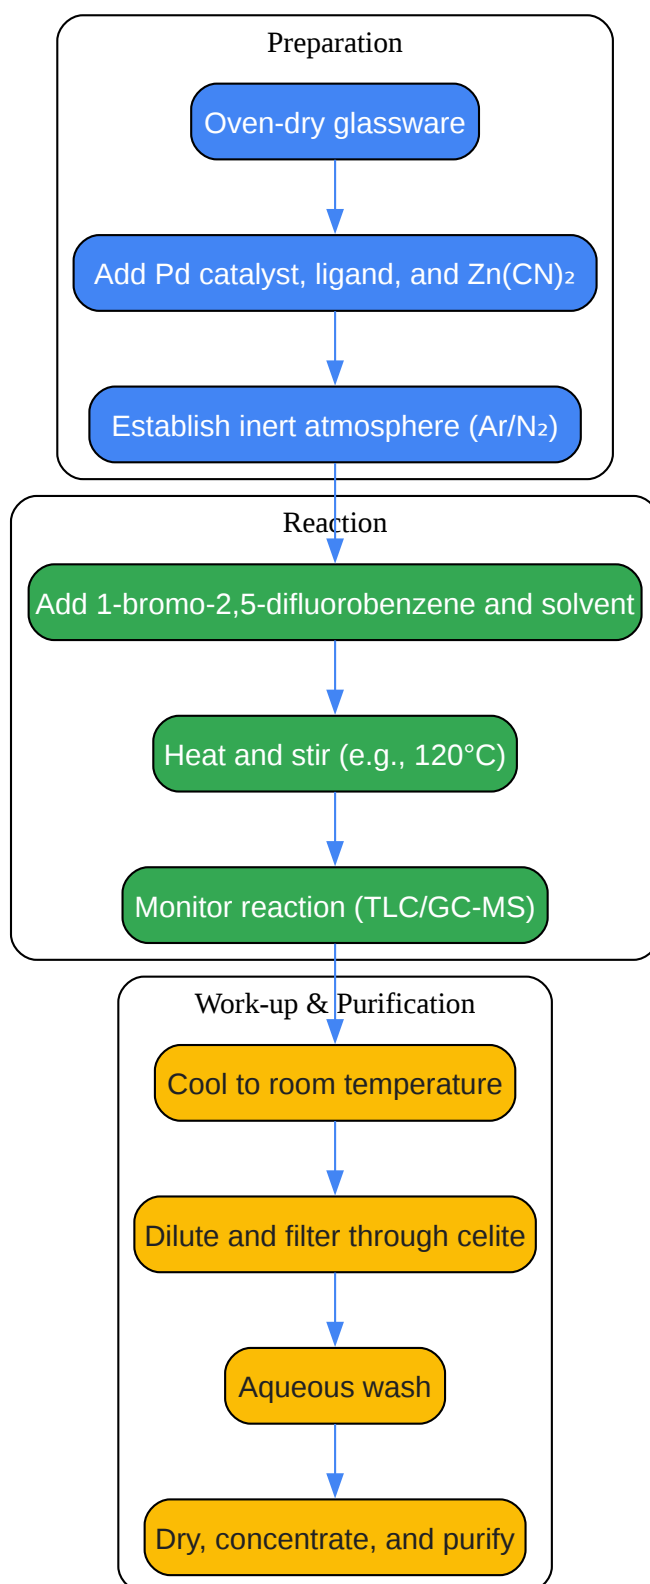 Preparation
Oven-dry glassware
Add Pd catalyst, ligand, and Zn(CN)₂
Establish inert atmosphere (Ar/N₂)
Reaction
Add 1-bromo-2,5-difluorobenzene and solvent
Heat and stir (e.g., 120°C)
Monitor reaction (TLC/GC-MS)
Work-up & Purification
Cool to room temperature
Dilute and filter through celite
Aqueous wash
Dry, concentrate, and purify